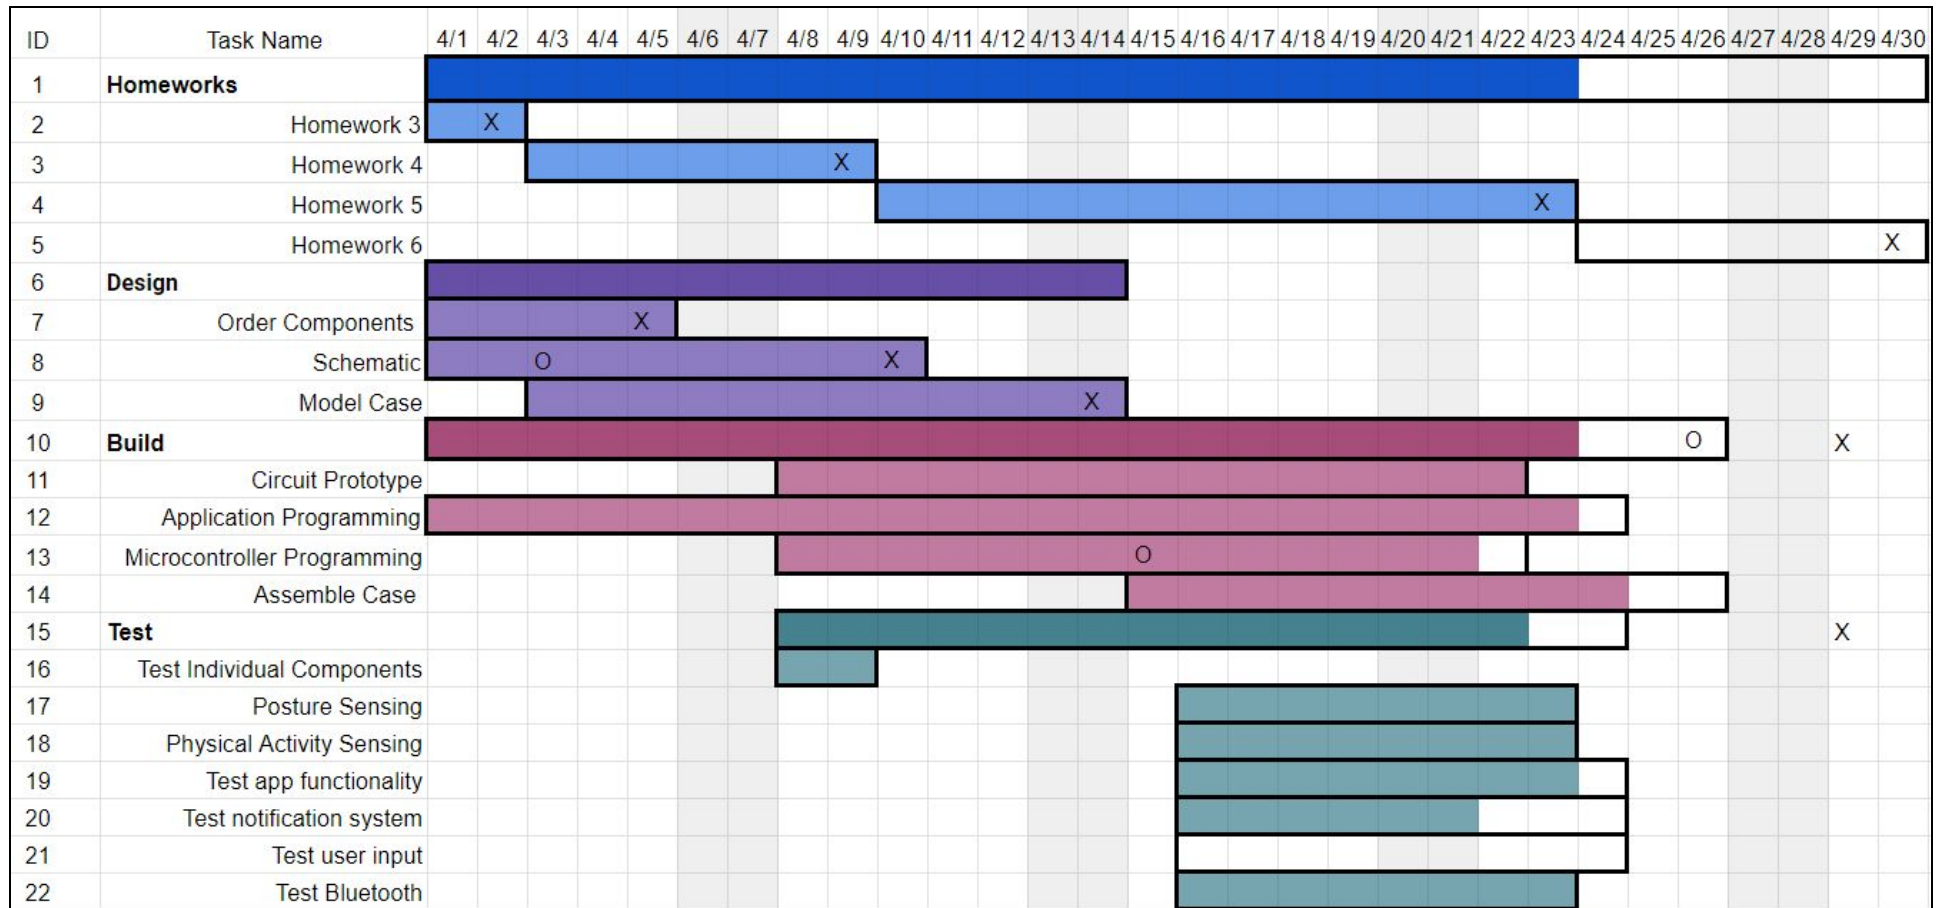 ID Task Name 4/1 4/2 4/3 4/4 4/5 4/6 4/7 4/8 4/9 4/10 4/11 4/12 4/13 4/14 4/15 4/16 4/17 4/18 4/19 4/20 4/21 4/22 4/23 4/24 4/25 4/26 4/27 4/28 4/29 4/30
1 Homeworks
2 Homework 3 X
3 Homework 4 X
4 Homework 5 X
5 Homework 6 X
6 Design
7 Order Components X
8 Schematic O X
9 Model Case X
10 Build O X
11 Circuit Prototype
12 Application Programming
13 Microcontroller Programming O
14 Assemble Case
15 Test X
16 Test Individual Components
17 Posture Sensing
18 Physical Activity Sensing
19 Test app functionality
20 Test notification system
21 Test user input
22 Test Bluetooth